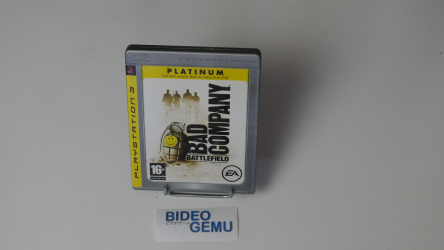 PLATINUM
PLAYSTATION 3
BAD
COMPANY
BATTLEFIELD
16+
EA
BIDEO
GEMU